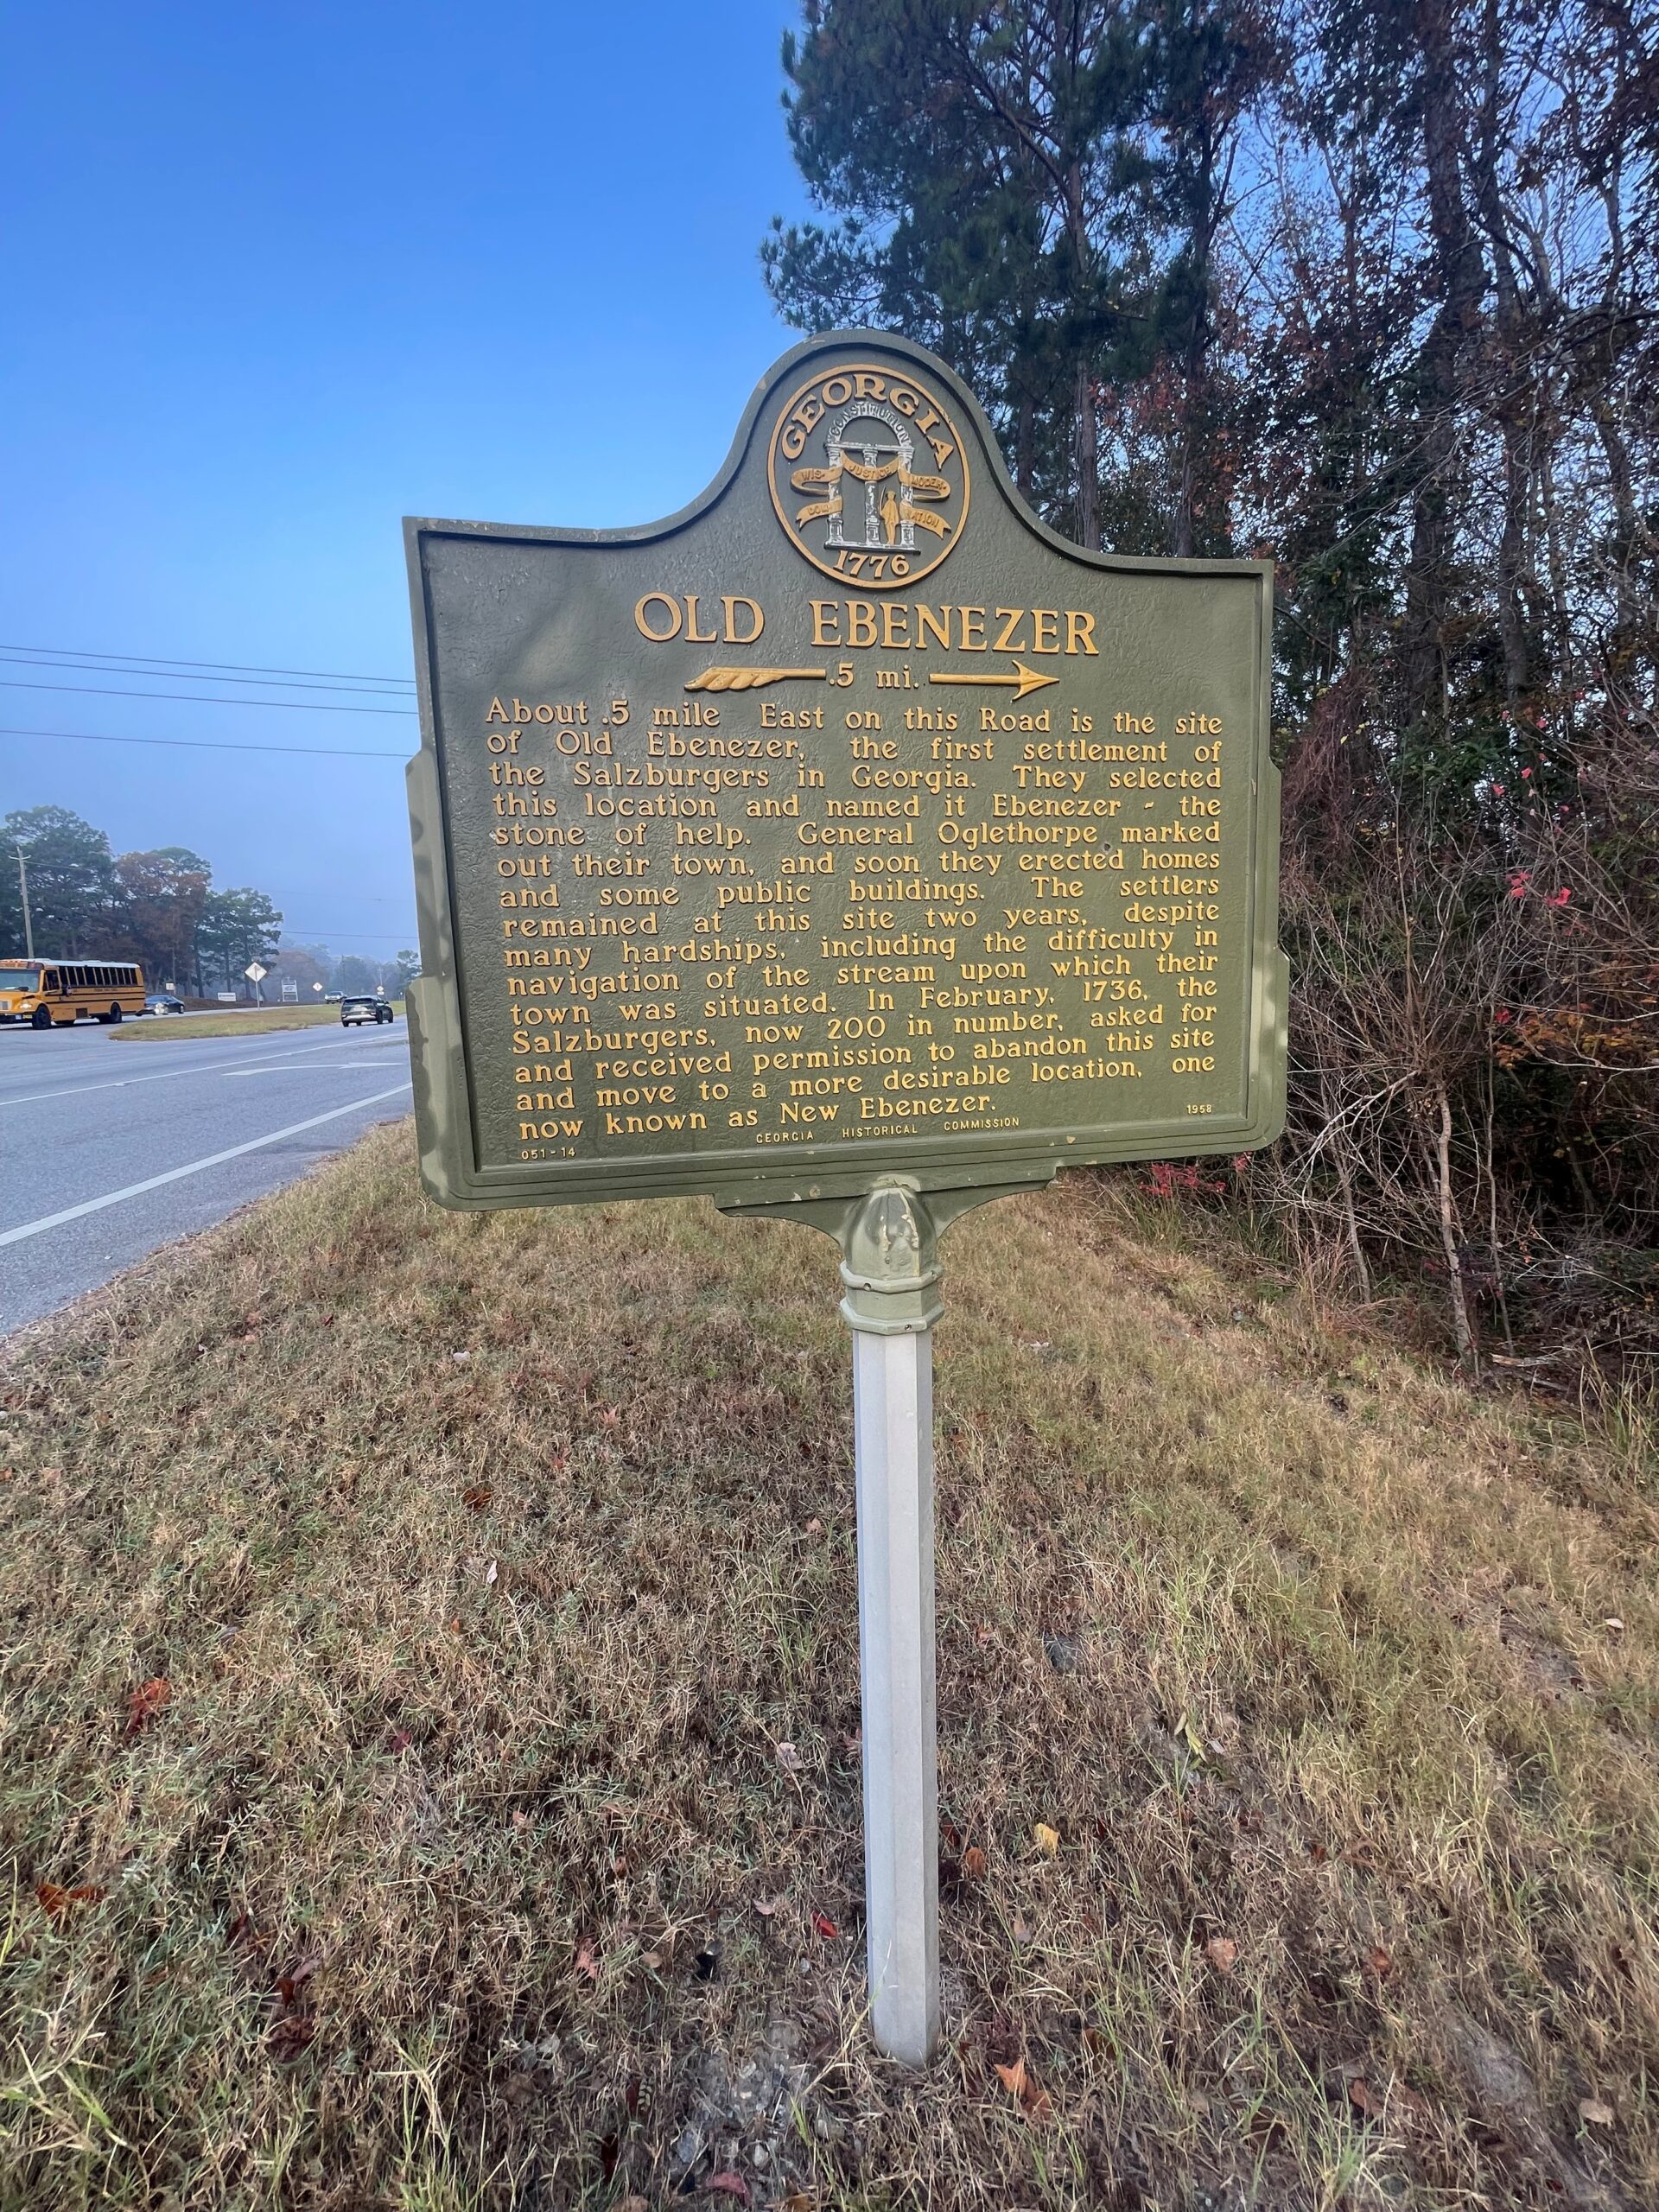 GEORGIA
CONSTITUTION
WIS- JUSTICE MODER-
DOM ATION
1776
OLD EBENEZER
.5 mi.
About .5 mile East on this Road is the site
of Old Ebenezer, the first settlement of
the Salzburgers in Georgia. They selected
this location and named it Ebenezer - the
stone of help. General Oglethorpe marked
out their town, and soon they erected homes
and some public buildings. The settlers
remained at this site two years, despite
many hardships, including the difficulty in
navigation of the stream upon which their
town was situated. In February, 1736, the
Salzburgers, now 200 in number, asked for
and received permission to abandon this site
and move to a more desirable location, one
now known as New Ebenezer.
051-14 GEORGIA HISTORICAL COMMISSION 1958